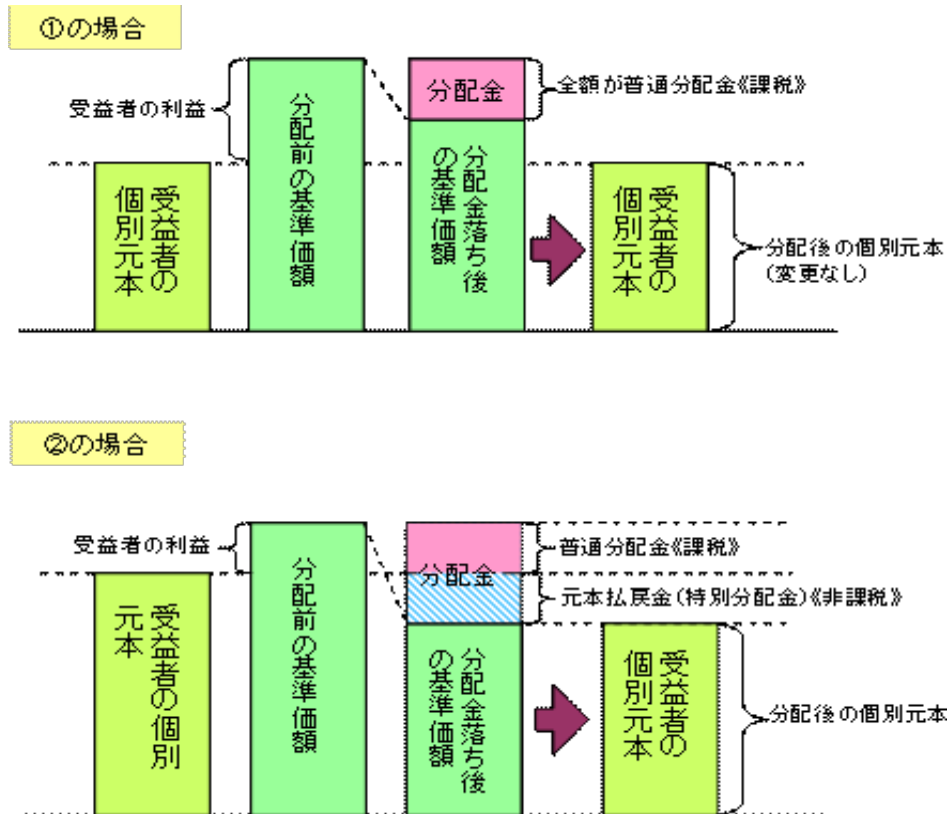 ①の場合
受益者の利益
分配前の基準価額
分配金
全額が普通分配金《課税》
受益者の
個別元本
分配金落ち後
の基準価額
受益者の
個別元本
分配後の個別元本
(変更なし)
②の場合
受益者の利益
分配前の基準価額
分配金
普通分配金《課税》
元本払戻金(特別分配金)《非課税》
受益者の個別
元本
分配金落ち後
の基準価額
受益者の
個別元本
分配後の個別元本